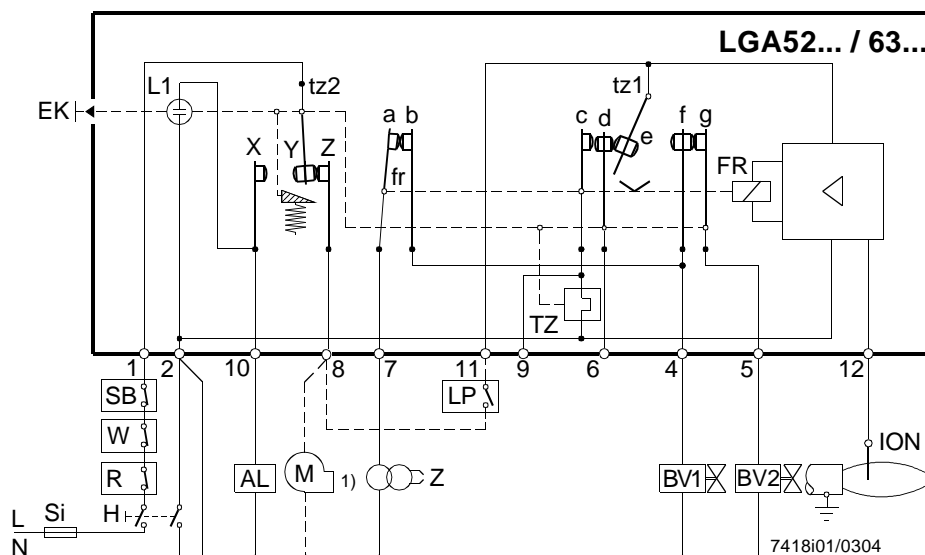 LGA52... / 63...
EK
L1
tz2
tz1
a b
c d e f g
X Y Z
fr
FR
TZ
1 2 10 8 7 11 9 6 4 5 12
SB
LP
W
ION
R
AL
M
1)
Z
BV1
BV2
H
L
Si
N
7418i01/0304